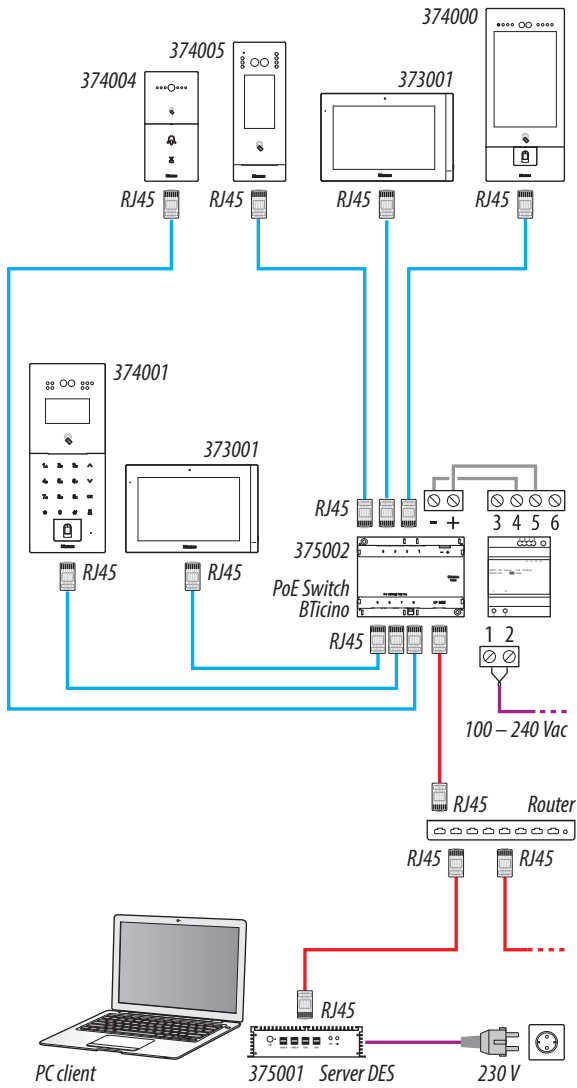 374000
374005
374004
373001
RJ45 RJ45 RJ45 RJ45
374001
373001
RJ45
- + 3 4 5 6
375002
RJ45 RJ45
PoE Switch
BTicino
RJ45
1 2
100 – 240 Vac
RJ45 Router
RJ45 RJ45
RJ45
PC client 375001 Server DES 230 V